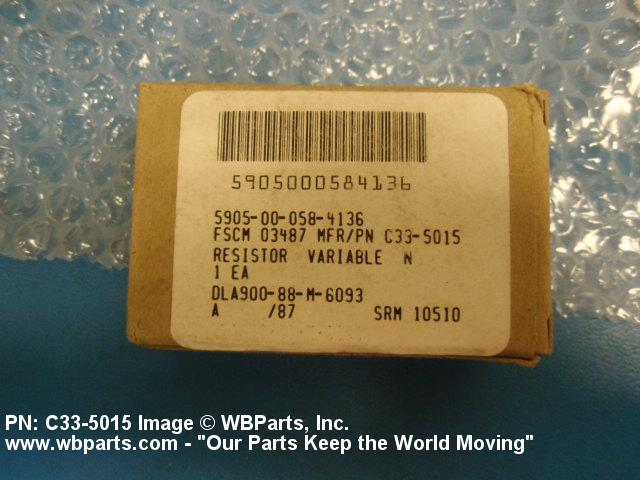 5905000584136
5905-00-058-4136
FSCM 03487 MFR/PN C33-5015
RESISTOR VARIABLE N
1 EA
DLA900-88-M-6093
A /87 SRM 10510
PN: C33-5015 Image © WBParts, Inc.
www.wbparts.com - "Our Parts Keep the World Moving"